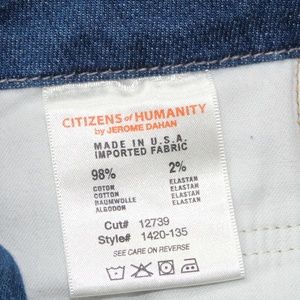 CITIZENS of HUMANITY
by JEROME DAHAN
MADE IN U.S.A.
IMPORTED FABRIC
98% 2%
COTON ELASTAN
COTTON ELASTAN
BAUMWOLLE ELASTAN
ALGODON ELASTAN
Cut# 12739
Style# 1420-135
SEE CARE ON REVERSE